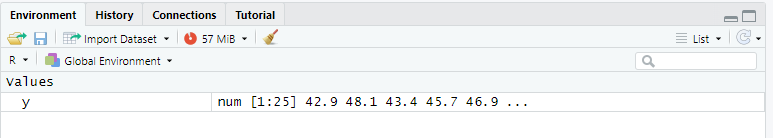 Environment History Connections Tutorial
Import Dataset 57 MiB List
R Global Environment
Values
y num [1:25] 42.9 48.1 43.4 45.7 46.9 ...